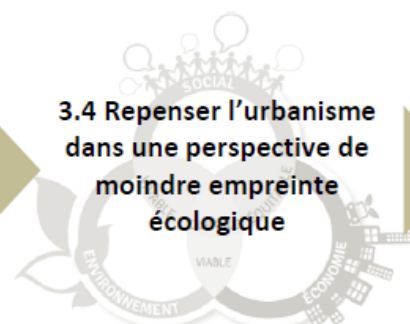 SOCIAL
3.4 Repenser l’urbanisme
dans une perspective de
moindre empreinte
écologique
VIABLE
ENVIRONNEMENT
ÉCONOMIE